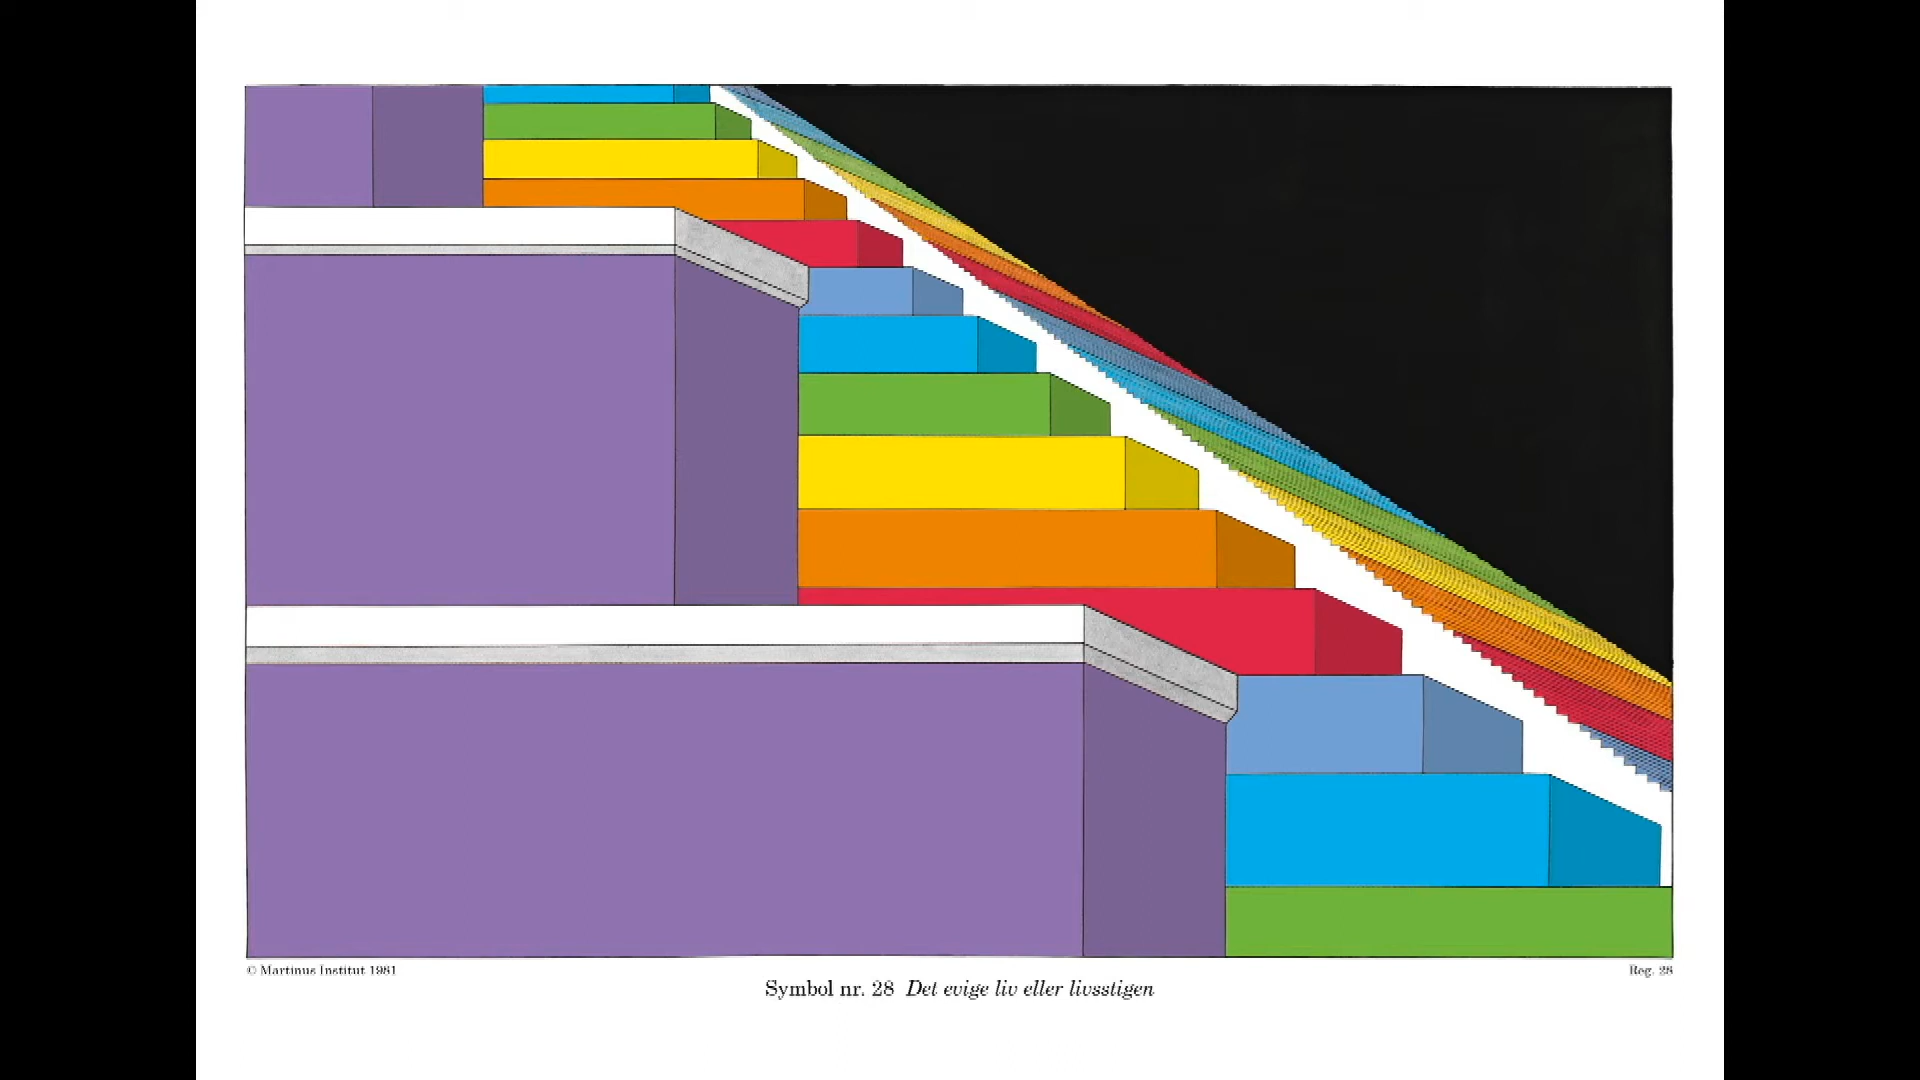 © Martinus Institut 1981
Reg. 28
Symbol nr. 28 Det evige liv eller livsstigen